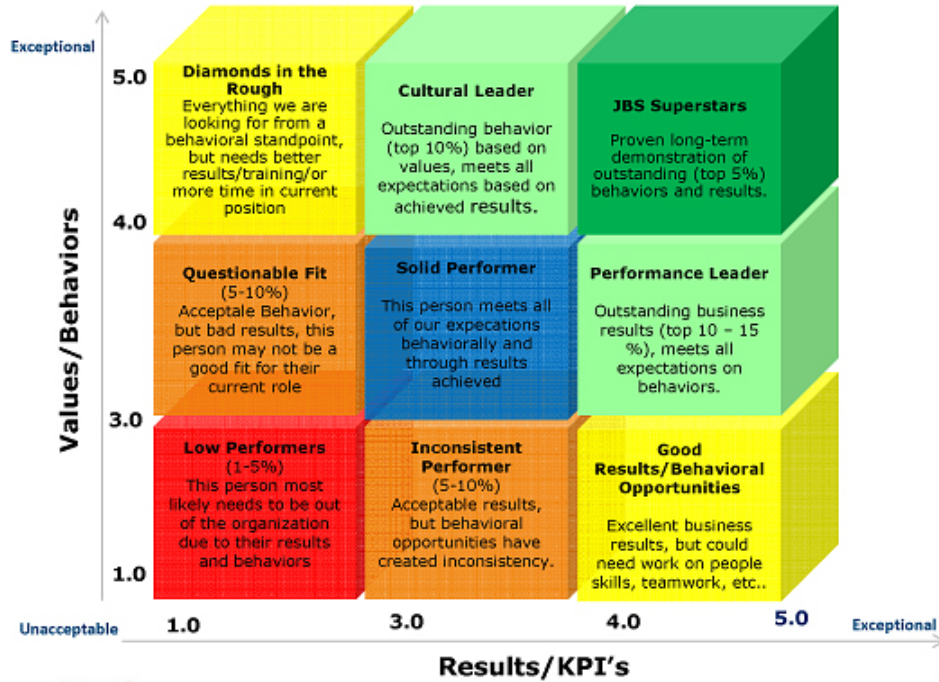 Exceptional
5.0
Diamonds in the
Rough
Everything we are
looking for from a
behavioral standpoint,
but needs better
results/training/or
more time in current
position
Cultural Leader
Outstanding behavior
(top 10%) based on
values, meets all
expectations based on
achieved results.
JBS Superstars
Proven long-term
demonstration of
outstanding (top 5%)
behaviors and results.
4.0
Values/Behaviors
Questionable Fit
(5-10%)
Acceptale Behavior,
but bad results, this
person may not be a
good fit for their
current role
Solid Performer
This person meets all
of our expecations
behaviorally and
through results
achieved
Performance Leader
Outstanding business
results (top 10 – 15
%), meets all
expectations on
behaviors.
3.0
Low Performers
(1-5%)
This person most
likely needs to be out
of the organization
due to their results
and behaviors
Inconsistent
Performer
(5-10%)
Acceptable results,
but behavioral
opportunities have
created inconsistency.
Good
Results/Behavioral
Opportunities
Excellent business
results, but could
need work on people
skills, teamwork, etc..
1.0
Unacceptable
1.0
3.0
4.0
5.0
Exceptional
Results/KPI's